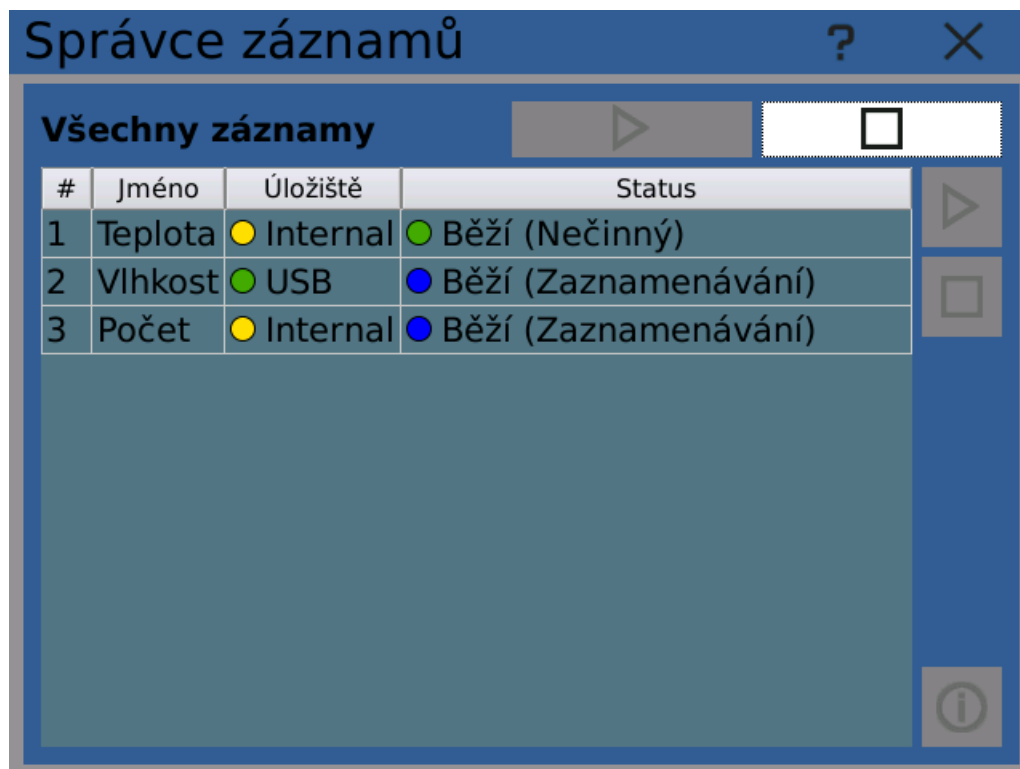 Správce záznamů ?
Všechny záznamy
# Jméno Úložiště Status
1 Teplota Internal Běží (Nečinný)
2 Vlhkost USB Běží (Zaznamenávání)
3 Počet Internal Běží (Zaznamenávání)